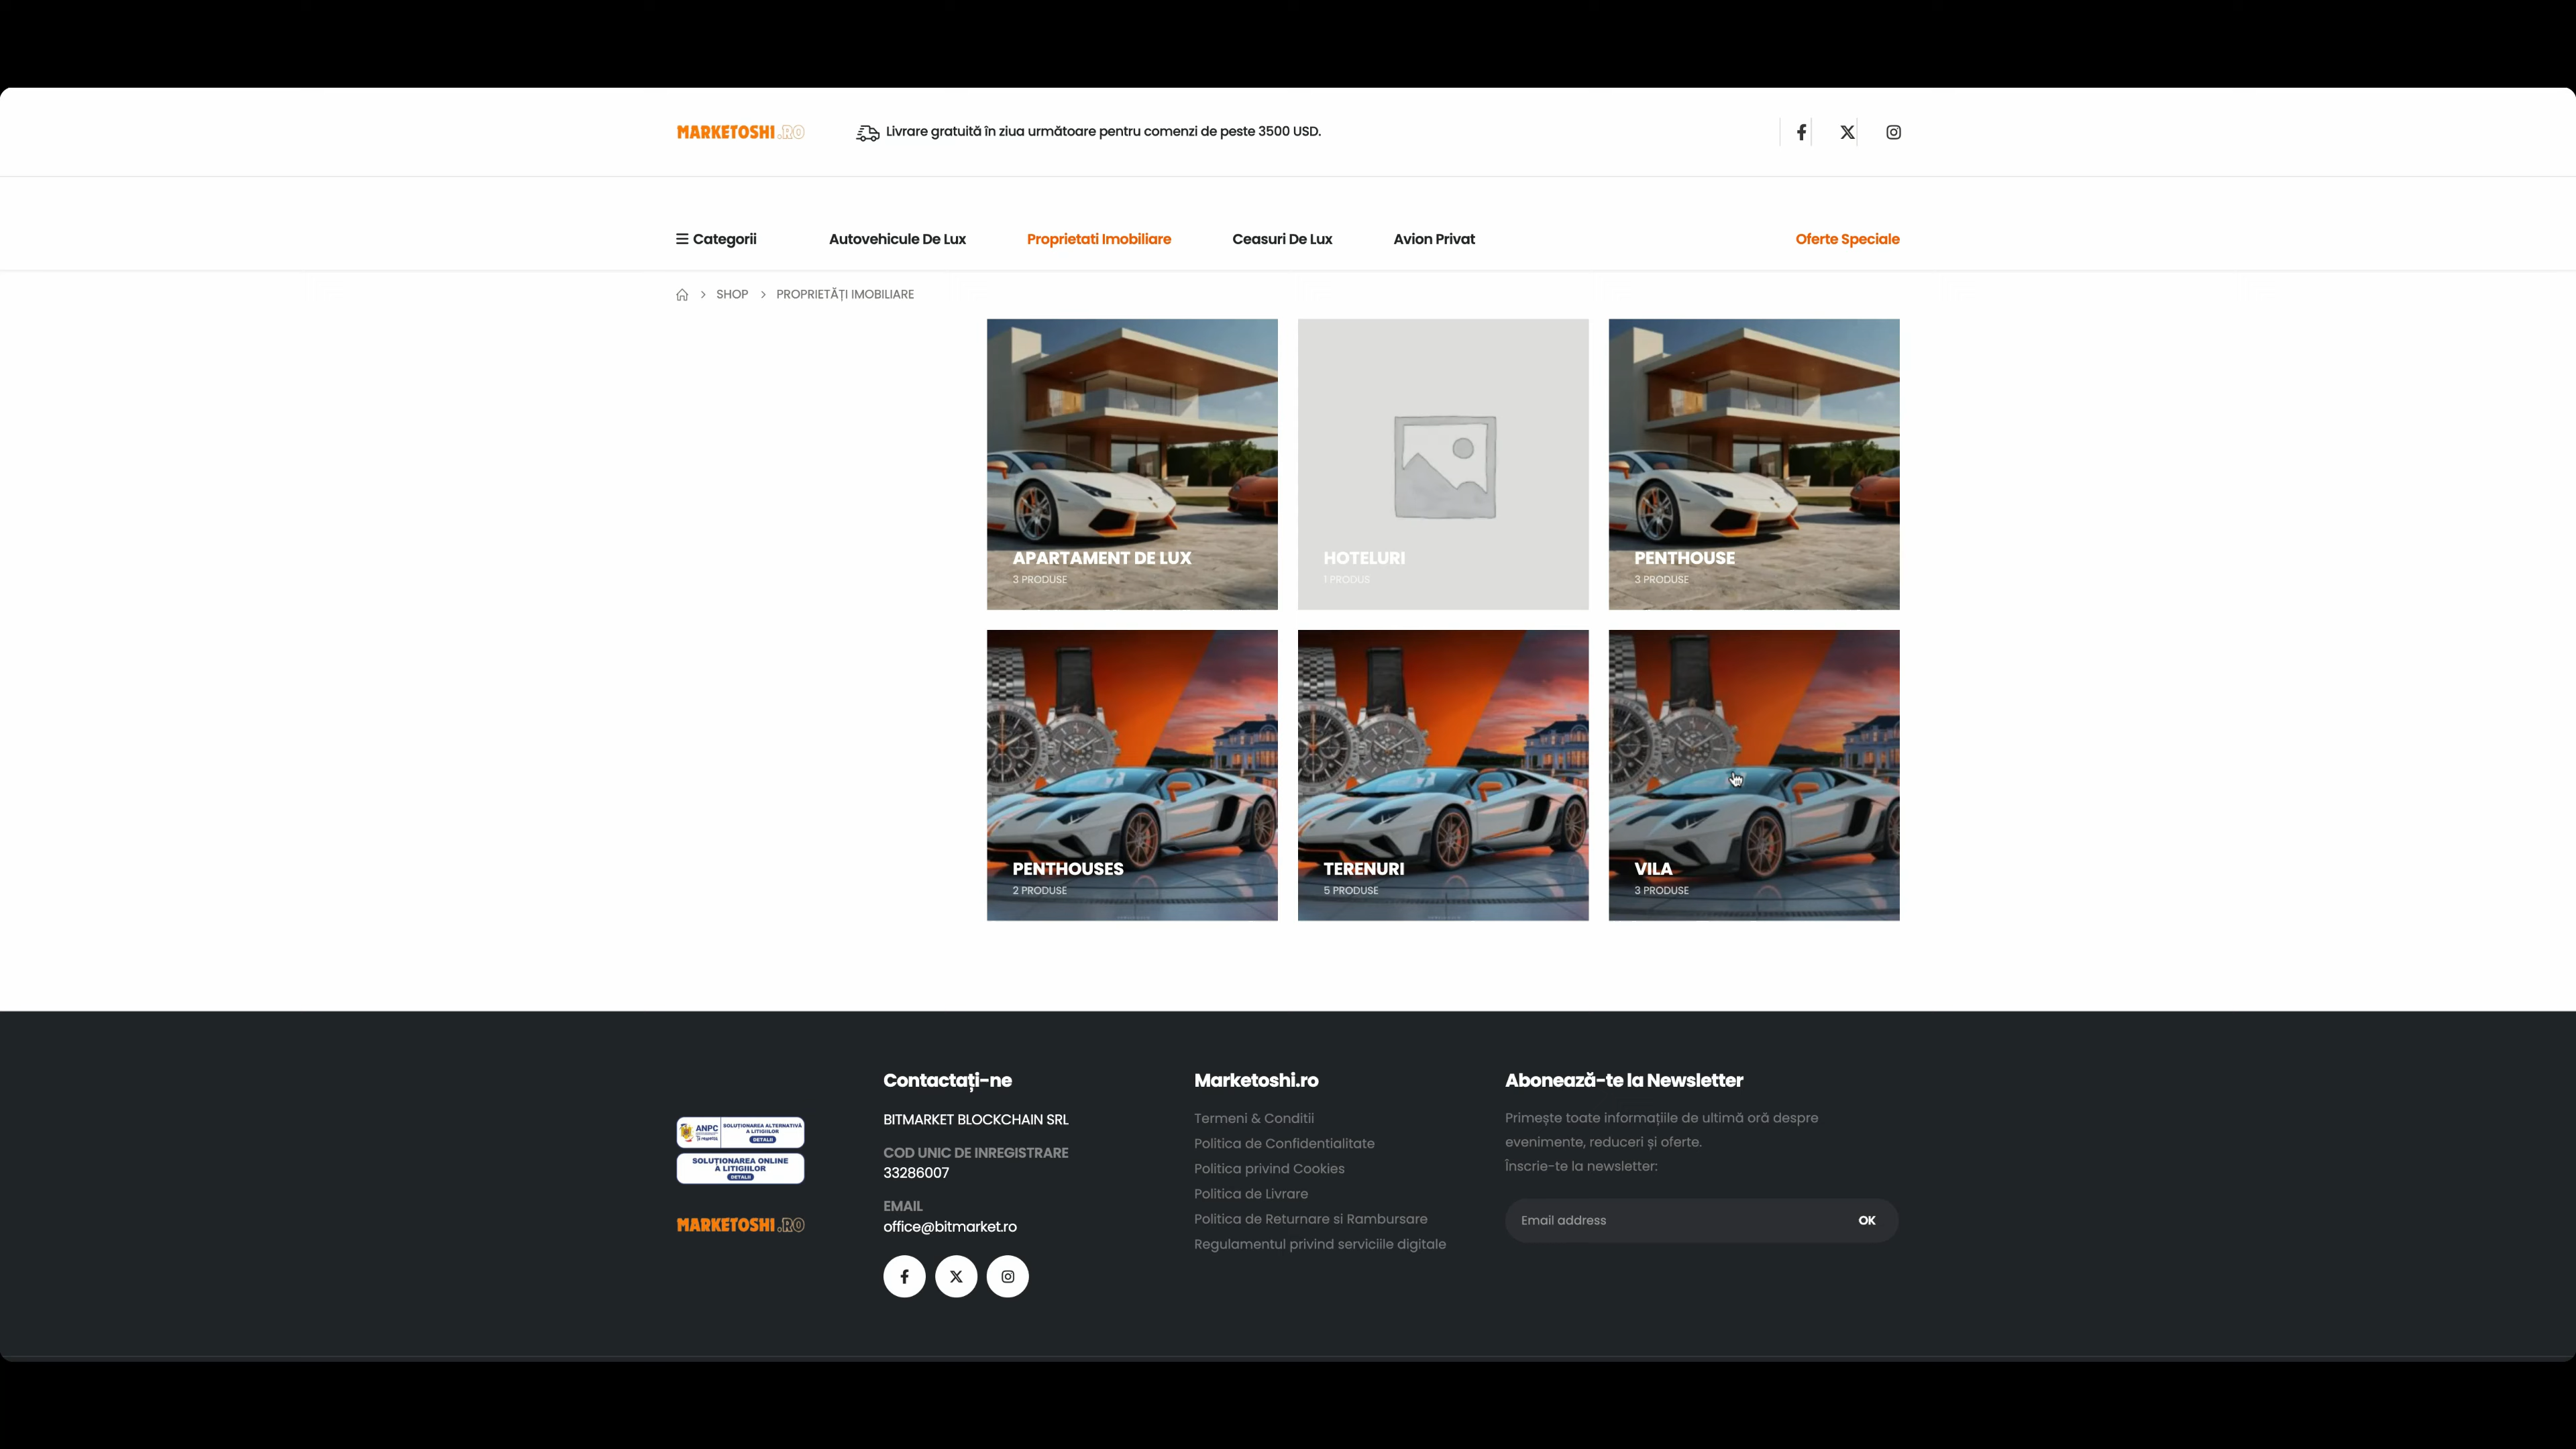 MARKETOSHI.RO
Livrare gratuită în ziua următoare pentru comenzi de peste 3500 USD.
Categorii
Autovehicule De Lux
Proprietati Imobiliare
Ceasuri De Lux
Avion Privat
Oferte Speciale
SHOP
PROPRIETĂȚI IMOBILIARE
APARTAMENT DE LUX
3 PRODUSE
HOTELURI
1 PRODUS
PENTHOUSE
3 PRODUSE
PENTHOUSES
2 PRODUSE
TERENURI
5 PRODUSE
VILA
3 PRODUSE
ANPC
SOLUȚIONAREA ALTERNATIVĂ
A LITIGIILOR
DETALII
SOLUȚIONAREA ONLINE
A LITIGIILOR
DETALII
MARKETOSHI.RO
Contactați-ne
BITMARKET BLOCKCHAIN SRL
COD UNIC DE INREGISTRARE
33286007
EMAIL
office@bitmarket.ro
Marketoshi.ro
Termeni & Conditii
Politica de Confidentialitate
Politica privind Cookies
Politica de Livrare
Politica de Returnare si Rambursare
Regulamentul privind serviciile digitale
Abonează-te la Newsletter
Primește toate informațiile de ultimă oră despre
evenimente, reduceri și oferte.
Înscrie-te la newsletter:
Email address
OK